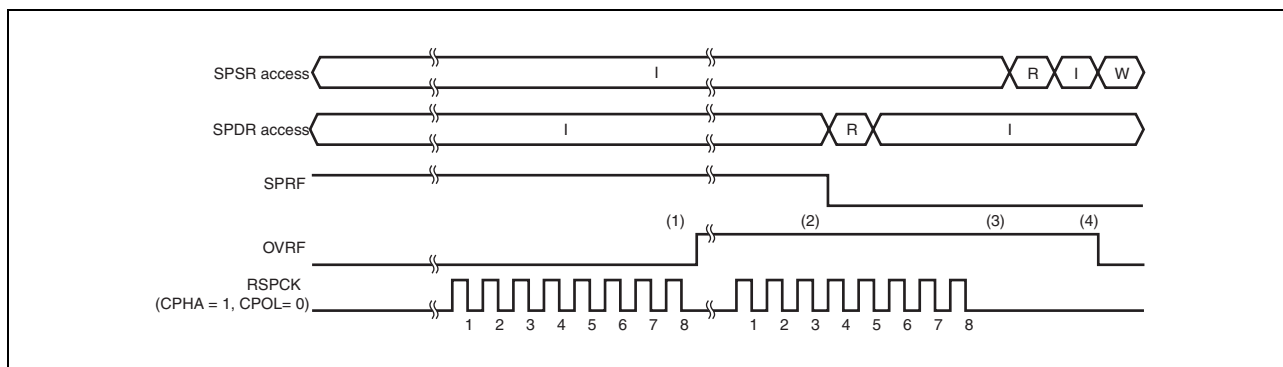 SPSR access
I
R
I
W
SPDR access
I
R
I
SPRF
(1)
(2)
(3)
(4)
OVRF
RSPCK
(CPHA = 1, CPOL= 0)
1 2 3 4 5 6 7 8
1 2 3 4 5 6 7 8